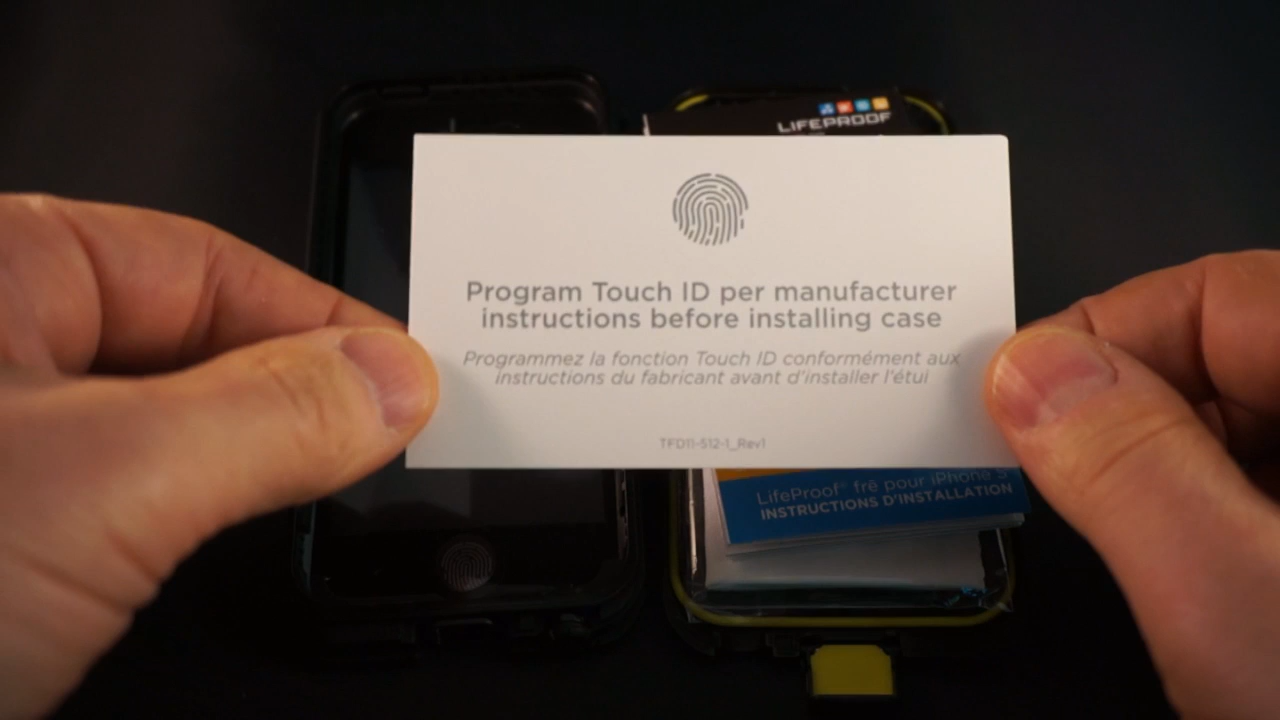 LIFEPROOF
Program Touch ID per manufacturer
instructions before installing case
Programmez la fonction Touch ID conformément aux
instructions du fabricant avant d'installer l'étui
TFD11-512-1_Rev1
LifeProof® frē pour iPhone 5
INSTRUCTIONS D'INSTALLATION